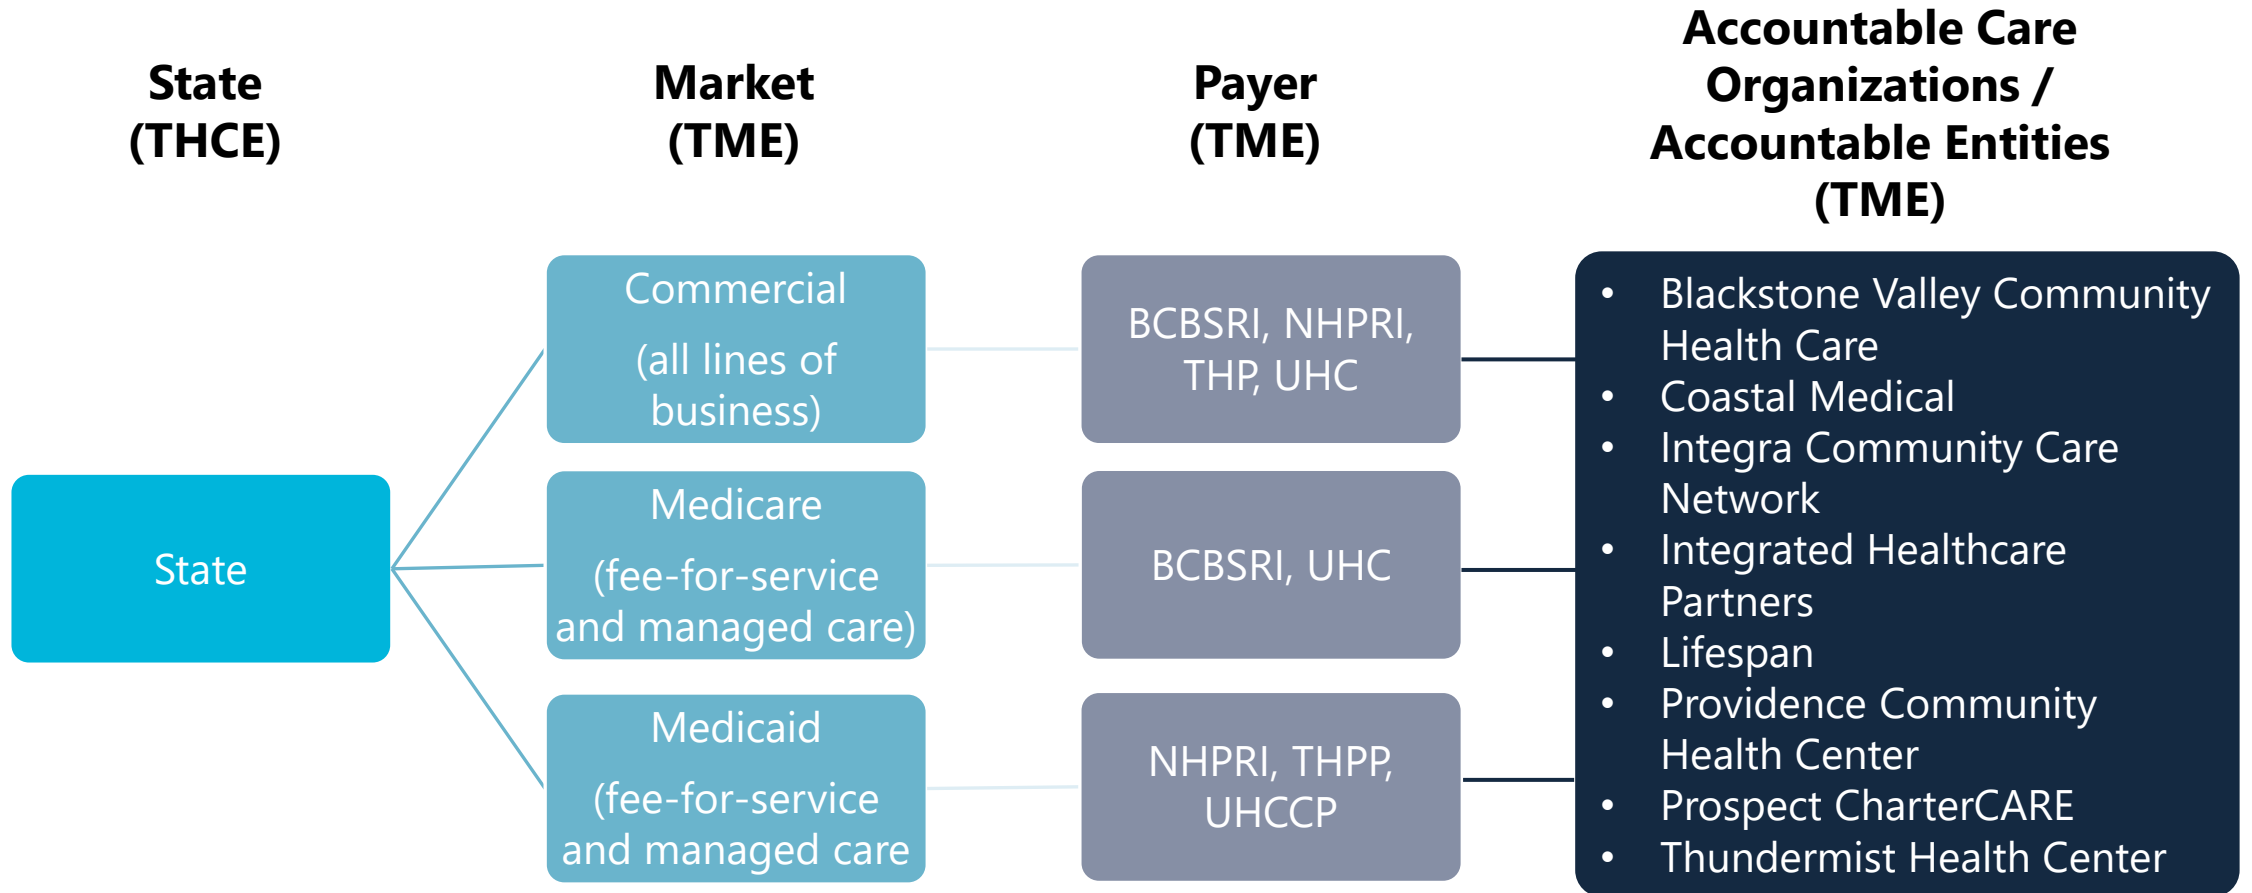 State
(THCE)
Market
(TME)
Payer
(TME)
Accountable Care
Organizations /
Accountable Entities
(TME)
State
Commercial
(all lines of
business)
Medicare
(fee-for-service
and managed care)
Medicaid
(fee-for-service
and managed care
BCBSRI, NHPRI,
THP, UHC
BCBSRI, UHC
NHPRI, THPP,
UHCCP
• Blackstone Valley Community
Health Care
• Coastal Medical
• Integra Community Care
Network
• Integrated Healthcare
Partners
• Lifespan
• Providence Community
Health Center
• Prospect CharterCARE
• Thundermist Health Center